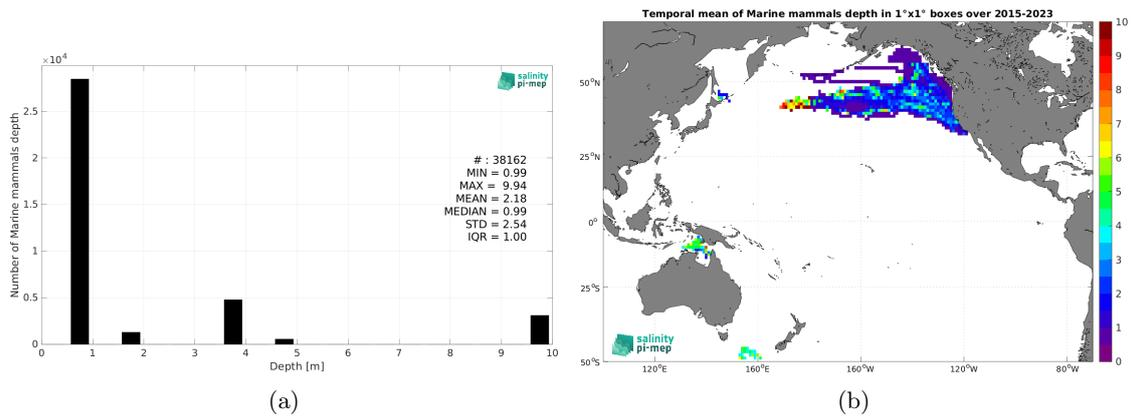 ×10⁴
salinity
pi-mep
2.5
2
1.5
1
0.5
0
Number of Marine mammals depth
# : 38162
MIN = 0.99
MAX = 9.94
MEAN = 2.18
MEDIAN = 0.99
STD = 2.54
IQR = 1.00
0 1 2 3 4 5 6 7 8 9 10
Depth [m]
(a)
Temporal mean of Marine mammals depth in 1°x1° boxes over 2015-2023
50°N
25°N
0°
25°S
50°S
120°E 160°E 160°W 120°W 80°W
salinity
pi-mep
10
9
8
7
6
5
4
3
2
1
0
(b)